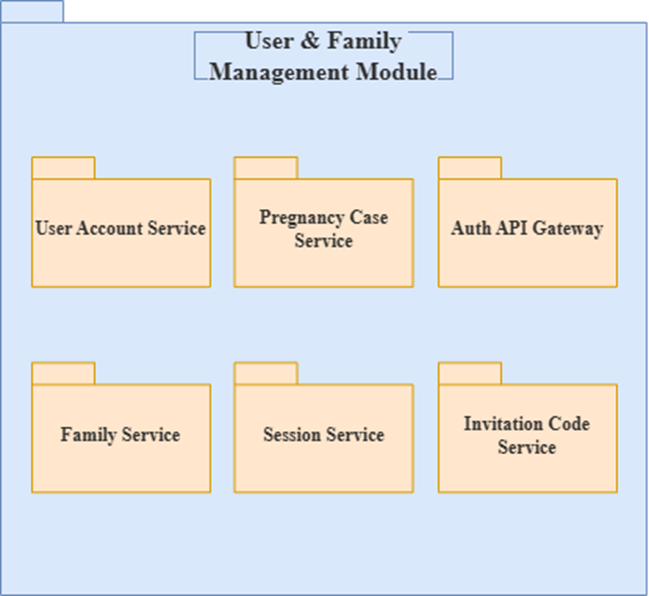 User & Family
Management Module
User Account Service
Pregnancy Case
Service
Auth API Gateway
Family Service
Session Service
Invitation Code
Service